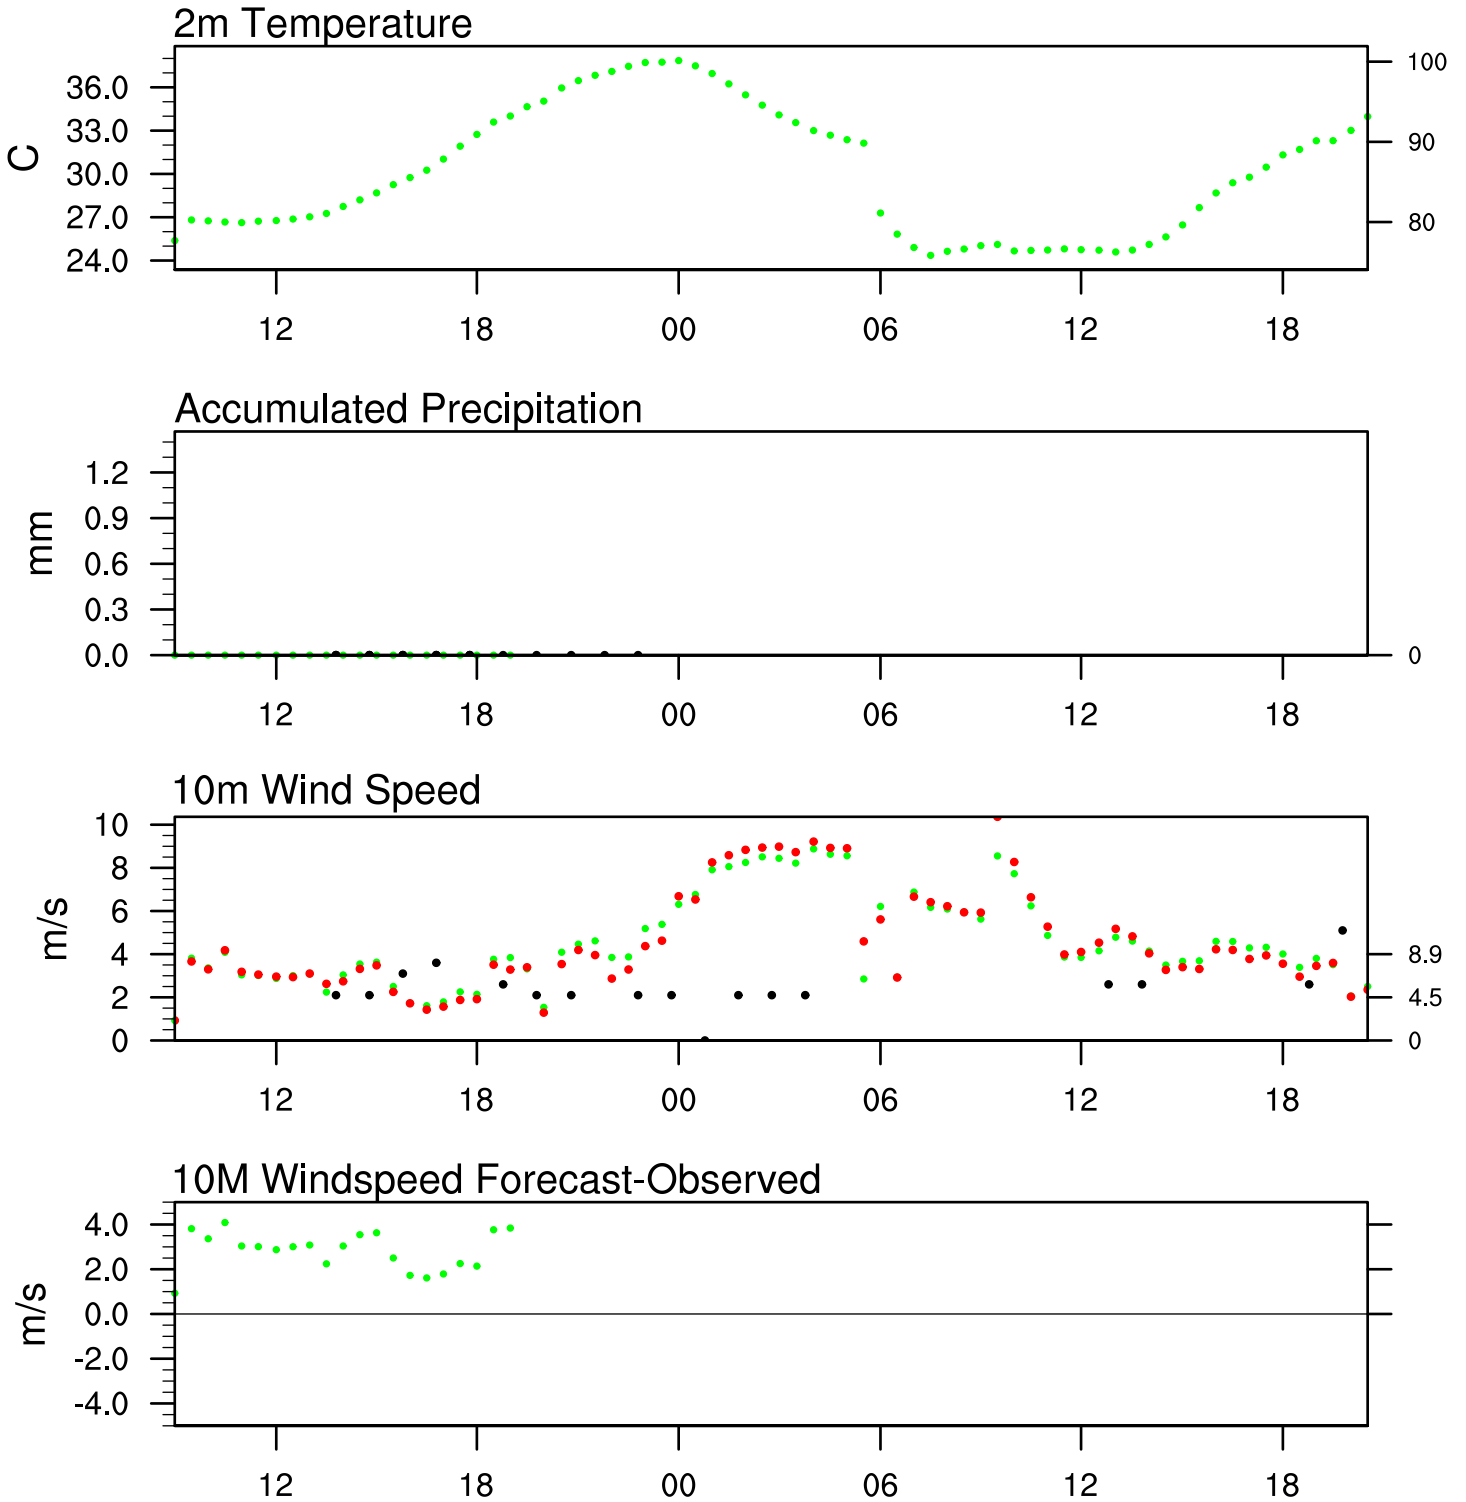 2m Temperature
36.0
33.0
30.0
27.0
24.0
C
100
90
80
12 18 00 06 12 18
Accumulated Precipitation
1.2
0.9
0.6
0.3
0.0
mm
0
12 18 00 06 12 18
10m Wind Speed
10
8
6
4
2
0
m/s
8.9
4.5
0
12 18 00 06 12 18
10M Windspeed Forecast-Observed
4.0
2.0
0.0
-2.0
-4.0
m/s
12 18 00 06 12 18